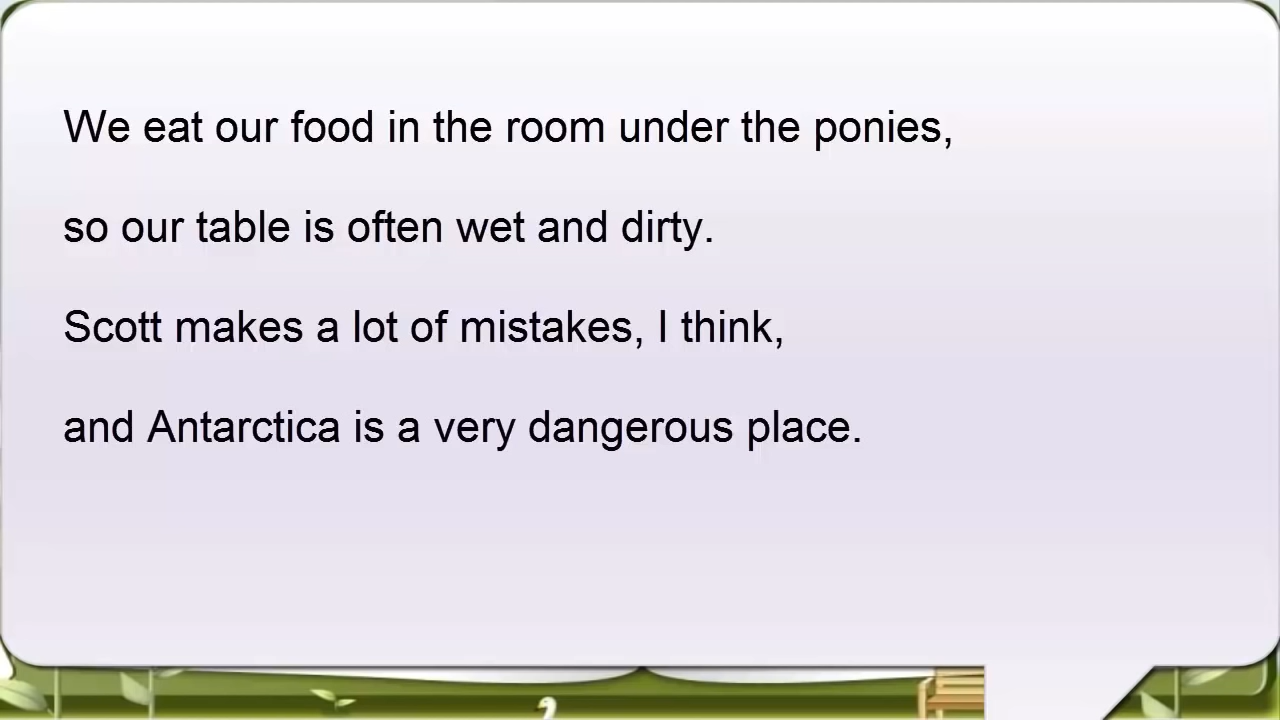 We eat our food in the room under the ponies,
so our table is often wet and dirty.
Scott makes a lot of mistakes, I think,
and Antarctica is a very dangerous place.